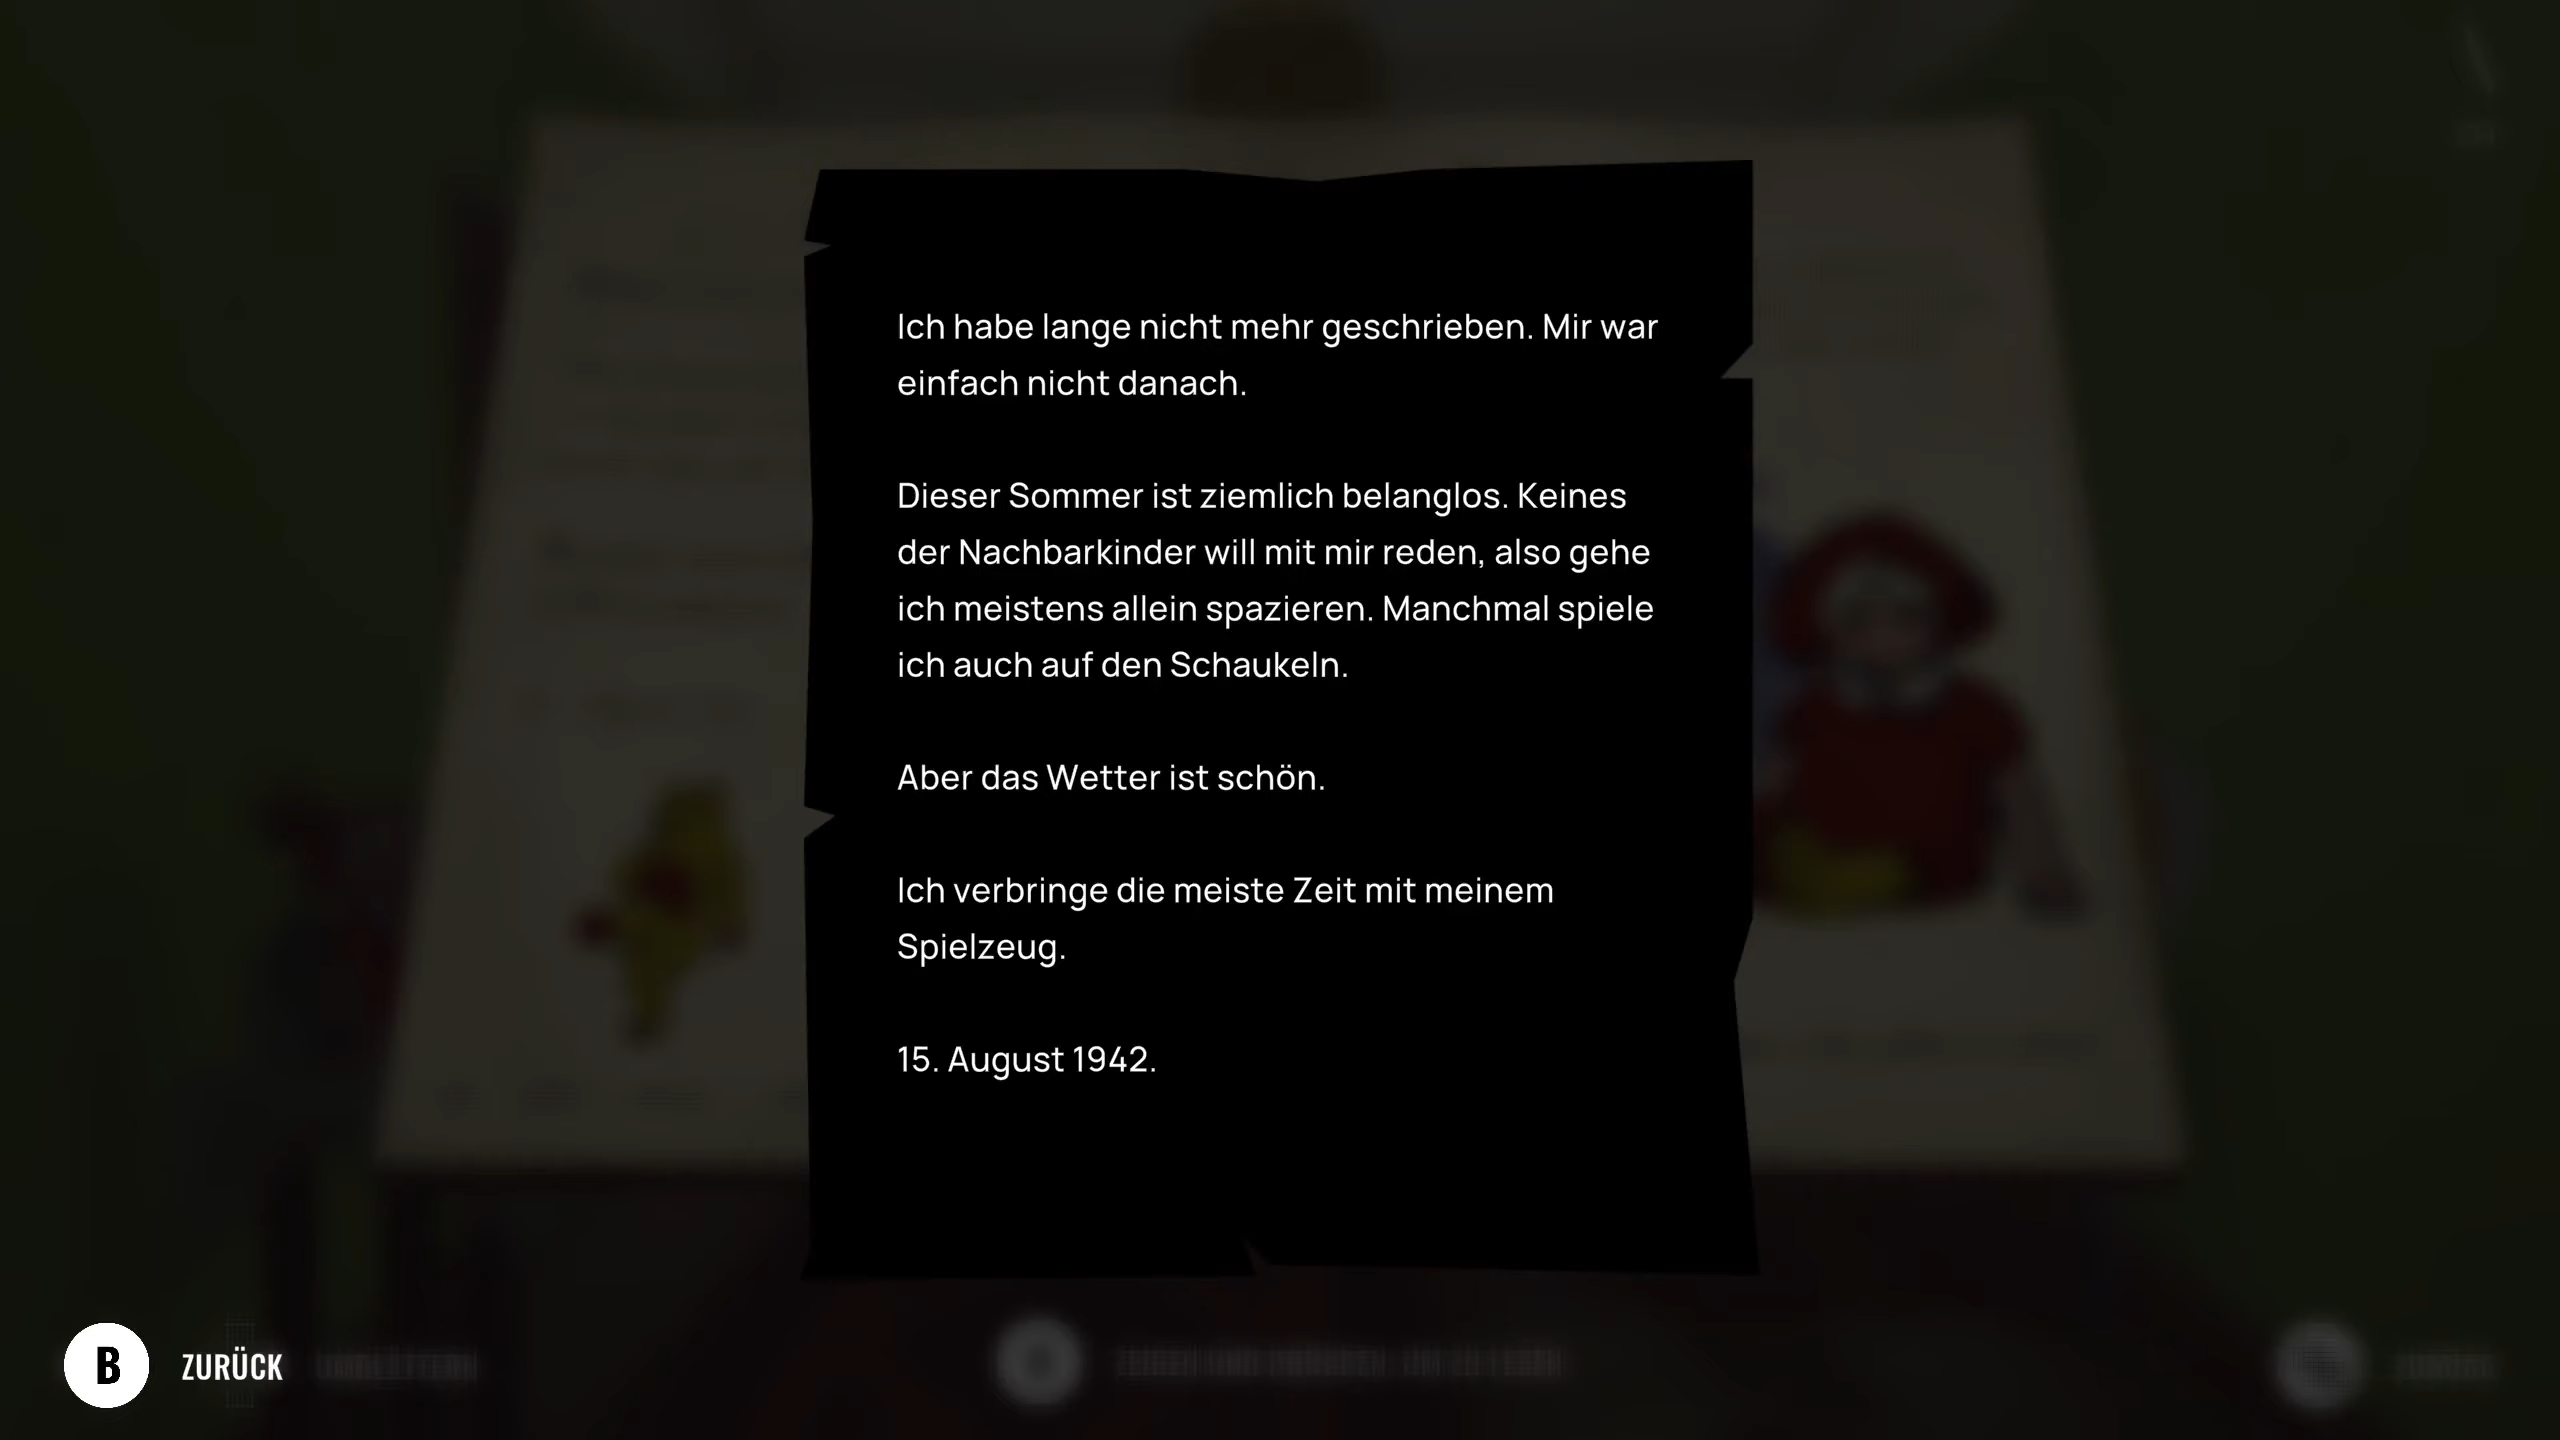 Ich habe lange nicht mehr geschrieben. Mir war
einfach nicht danach.
Dieser Sommer ist ziemlich belanglos. Keines
der Nachbarkinder will mit mir reden, also gehe
ich meistens allein spazieren. Manchmal spiele
ich auch auf den Schaukeln.
Aber das Wetter ist schön.
Ich verbringe die meiste Zeit mit meinem
Spielzeug.
15. August 1942.
B ZURÜCK